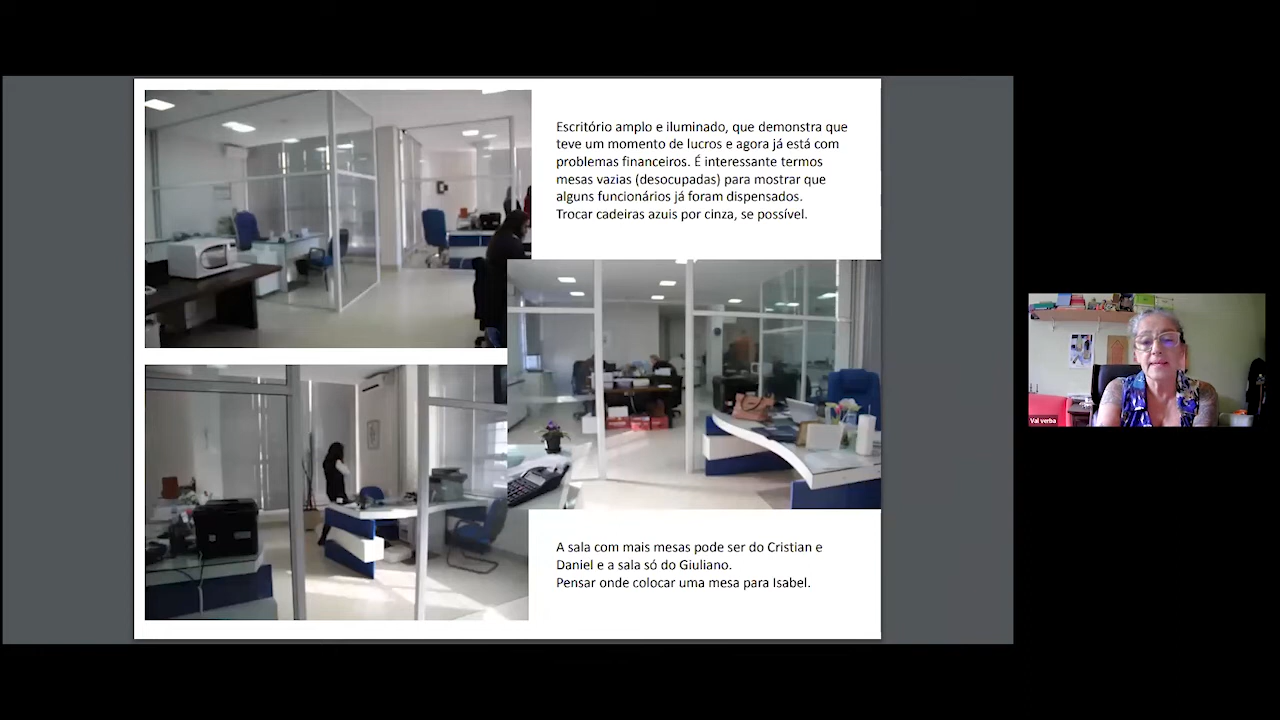 Escritório amplo e iluminado, que demonstra que
teve um momento de lucros e agora já está com
problemas financeiros. É interessante termos
mesas vazias (desocupadas) para mostrar que
alguns funcionários já foram dispensados.
Trocar cadeiras azuis por cinza, se possível.
A sala com mais mesas pode ser do Cristian e
Daniel e a sala só do Giuliano.
Pensar onde colocar uma mesa para Isabel.
Val verba